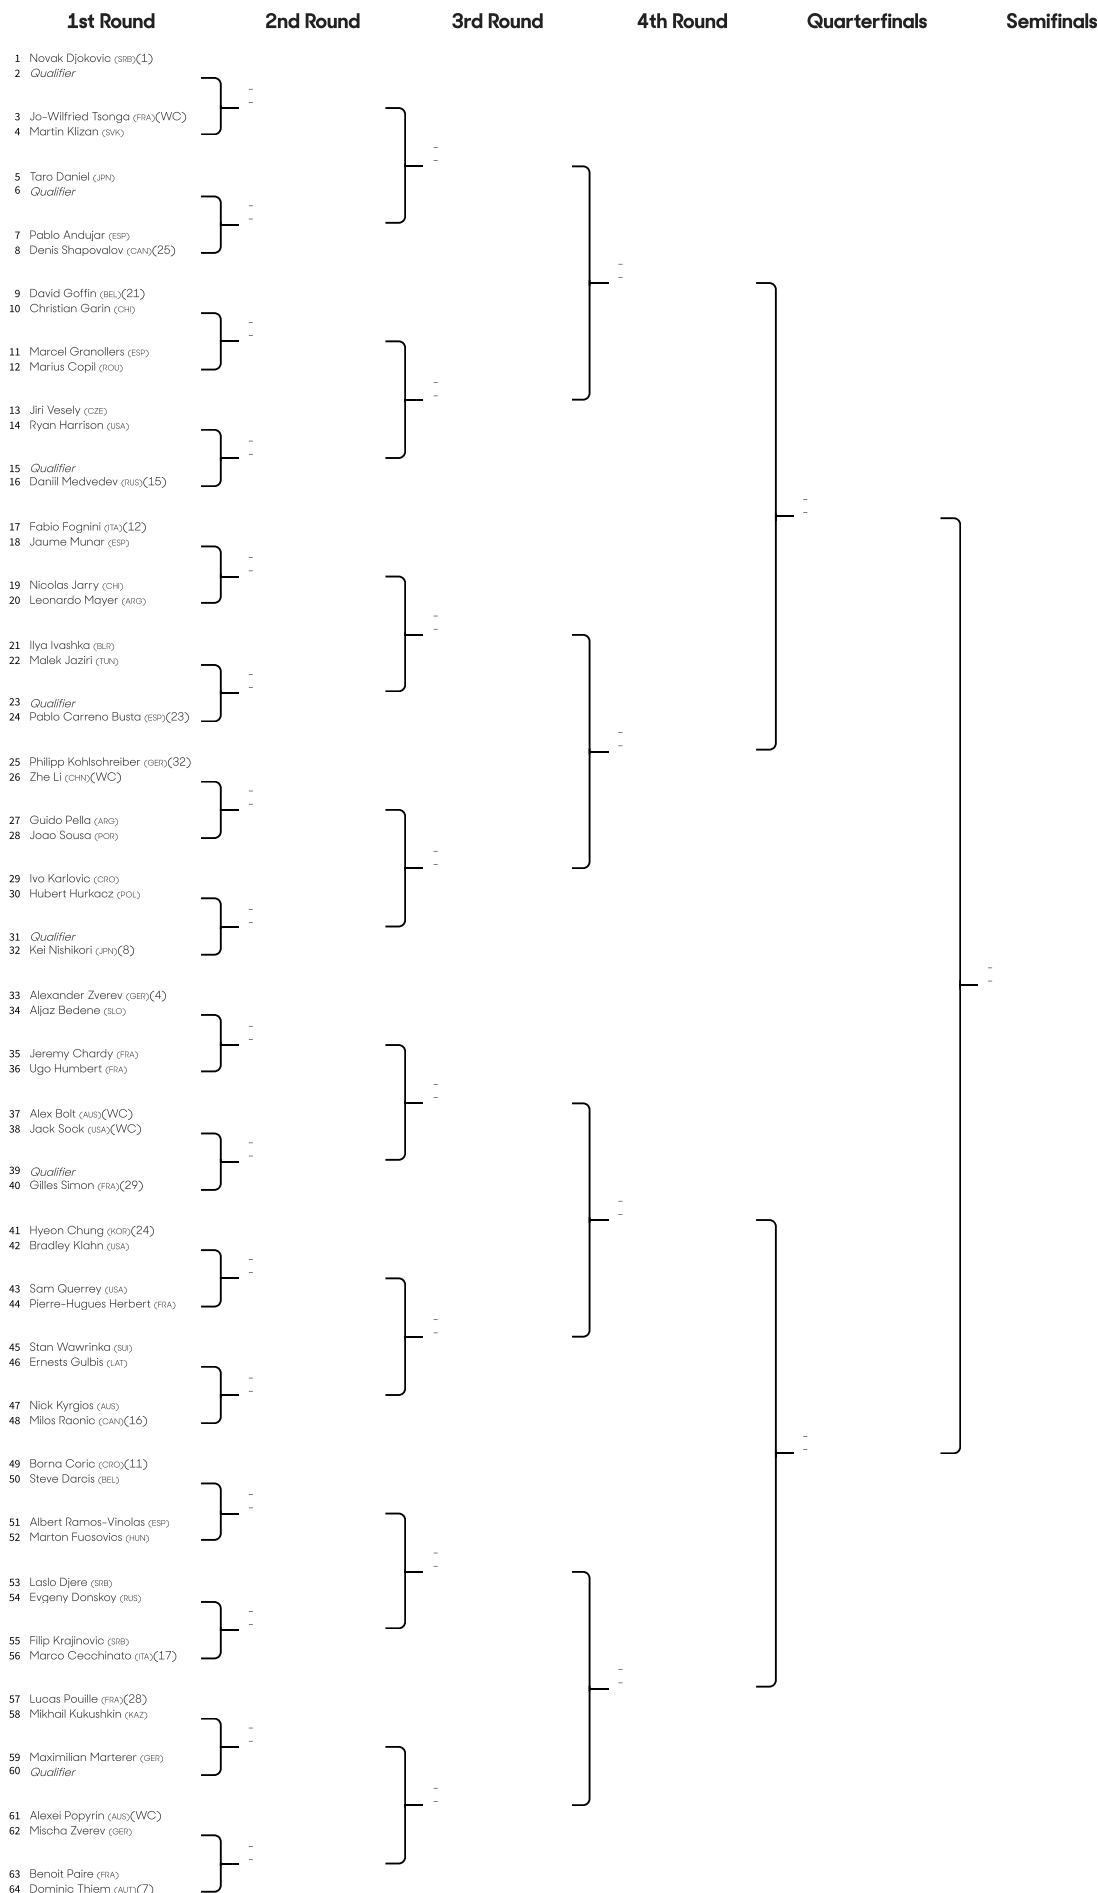 1st Round 2nd Round 3rd Round 4th Round Quarterfinals Semifinals
1 Novak Djokovic (SRB)(1)
2 Qualifier
3 Jo-Wilfried Tsonga (FRA)(WC)
4 Martin Klizan (SVK)
5 Taro Daniel (JPN)
6 Qualifier
7 Pablo Andujar (ESP)
8 Denis Shapovalov (CAN)(25)
9 David Goffin (BEL)(21)
10 Christian Garin (CHI)
11 Marcel Granollers (ESP)
12 Marius Copil (ROU)
13 Jiri Vesely (CZE)
14 Ryan Harrison (USA)
15 Qualifier
16 Daniil Medvedev (RUS)(15)
17 Fabio Fognini (ITA)(12)
18 Jaume Munar (ESP)
19 Nicolas Jarry (CHI)
20 Leonardo Mayer (ARG)
21 Ilya Ivashka (BLR)
22 Malek Jaziri (TUN)
23 Qualifier
24 Pablo Carreno Busta (ESP)(23)
25 Philipp Kohlschreiber (GER)(32)
26 Zhe Li (CHN)(WC)
27 Guido Pella (ARG)
28 Joao Sousa (POR)
29 Ivo Karlovic (CRO)
30 Hubert Hurkacz (POL)
31 Qualifier
32 Kei Nishikori (JPN)(8)
33 Alexander Zverev (GER)(4)
34 Aljaz Bedene (SLO)
35 Jeremy Chardy (FRA)
36 Ugo Humbert (FRA)
37 Alex Bolt (AUS)(WC)
38 Jack Sock (USA)(WC)
39 Qualifier
40 Gilles Simon (FRA)(29)
41 Hyeon Chung (KOR)(24)
42 Bradley Klahn (USA)
43 Sam Querrey (USA)
44 Pierre-Hugues Herbert (FRA)
45 Stan Wawrinka (SUI)
46 Ernests Gulbis (LAT)
47 Nick Kyrgios (AUS)
48 Milos Raonic (CAN)(16)
49 Borna Coric (CRO)(11)
50 Steve Darcis (BEL)
51 Albert Ramos-Vinolas (ESP)
52 Marton Fucsovics (HUN)
53 Laslo Djere (SRB)
54 Evgeny Donskoy (RUS)
55 Filip Krajinovic (SRB)
56 Marco Cecchinato (ITA)(17)
57 Lucas Pouille (FRA)(28)
58 Mikhail Kukushkin (KAZ)
59 Maximilian Marterer (GER)
60 Qualifier
61 Alexei Popyrin (AUS)(WC)
62 Mischa Zverev (GER)
63 Benoit Paire (FRA)
64 Dominic Thiem (AUT)(7)